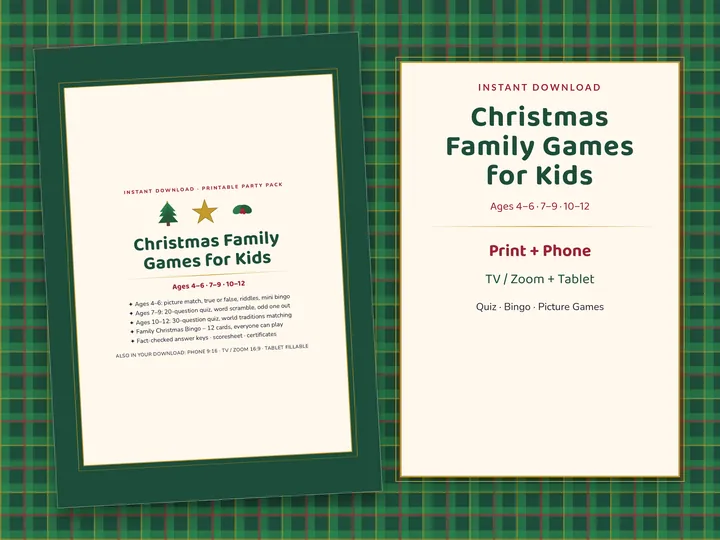 INSTANT DOWNLOAD · PRINTABLE PARTY PACK
Christmas Family
Games for Kids
Ages 4–6 · 7–9 · 10–12
✦ Ages 4–6: picture match, true or false, riddles, mini bingo
✦ Ages 7–9: 20-question quiz, word scramble, odd one out
✦ Ages 10–12: 30-question quiz, world traditions matching
✦ Family Christmas Bingo – 12 cards, everyone can play
✦ Fact-checked answer keys · scoresheet · certificates
ALSO IN YOUR DOWNLOAD: PHONE 9:16 · TV / ZOOM 16:9 · TABLET FILLABLE
INSTANT DOWNLOAD
Christmas
Family Games
for Kids
Ages 4–6 · 7–9 · 10–12
Print + Phone
TV / Zoom + Tablet
Quiz · Bingo · Picture Games